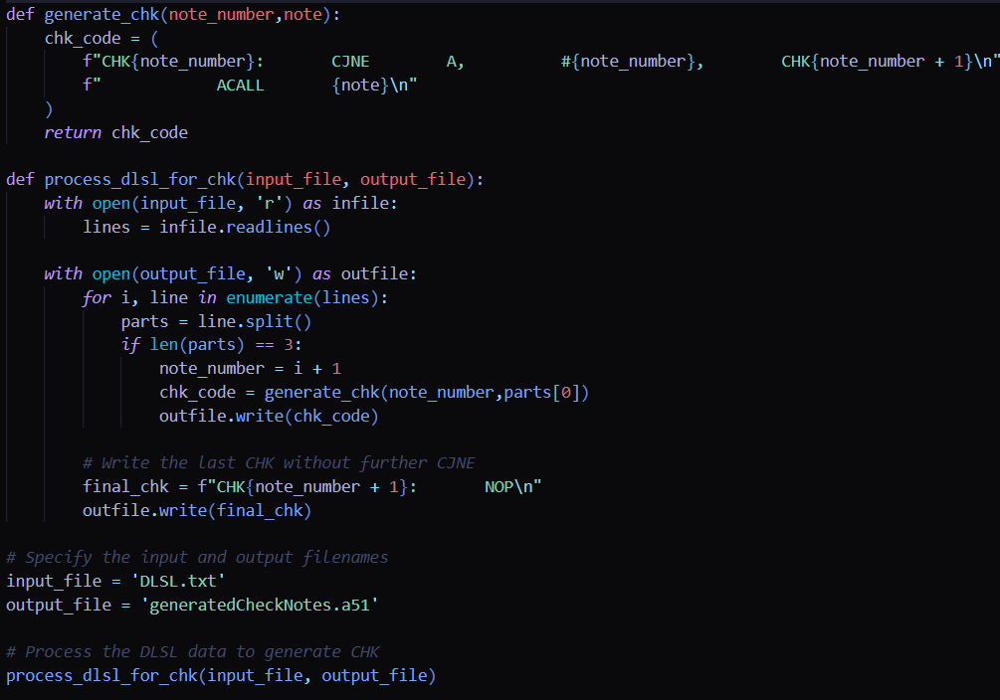 def generate_chk(note_number,note):
    chk_code = (
        f"CHK{note_number}:       CJNE        A,          #{note_number},        CHK{note_number + 1}\n"
        f"            ACALL       {note}\n"
    )
    return chk_code

def process_dlsl_for_chk(input_file, output_file):
    with open(input_file, 'r') as infile:
        lines = infile.readlines()

    with open(output_file, 'w') as outfile:
        for i, line in enumerate(lines):
            parts = line.split()
            if len(parts) == 3:
                note_number = i + 1
                chk_code = generate_chk(note_number,parts[0])
                outfile.write(chk_code)

        # Write the last CHK without further CJNE
        final_chk = f"CHK{note_number + 1}:       NOP\n"
        outfile.write(final_chk)

# Specify the input and output filenames
input_file = 'DLSL.txt'
output_file = 'generatedCheckNotes.a51'

# Process the DLSL data to generate CHK
process_dlsl_for_chk(input_file, output_file)